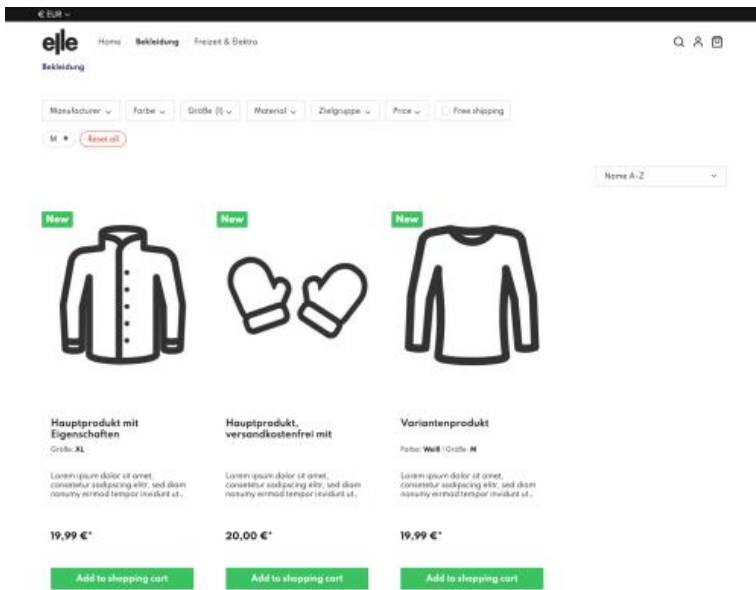 € EUR
elle Home Bekleidung Freizeit & Elektro
Bekleidung
Manufacturer Farbe Größe (1) Material Zielgruppe Price Free shipping
M Reset all
Name A-Z
New New New
Hauptprodukt mit
Eigenschaften
Größe: XL
Lorem ipsum dolor sit amet,
consetetur sadipscing elitr, sed diam
nonumy eirmod tempor invidunt ut…
19,99 €*
Add to shopping cart
Hauptprodukt,
versandkostenfrei mit
Lorem ipsum dolor sit amet,
consetetur sadipscing elitr, sed diam
nonumy eirmod tempor invidunt ut…
20,00 €*
Add to shopping cart
Variantenprodukt
Farbe: Weiß | Größe: M
Lorem ipsum dolor sit amet,
consetetur sadipscing elitr, sed diam
nonumy eirmod tempor invidunt ut…
19,99 €*
Add to shopping cart